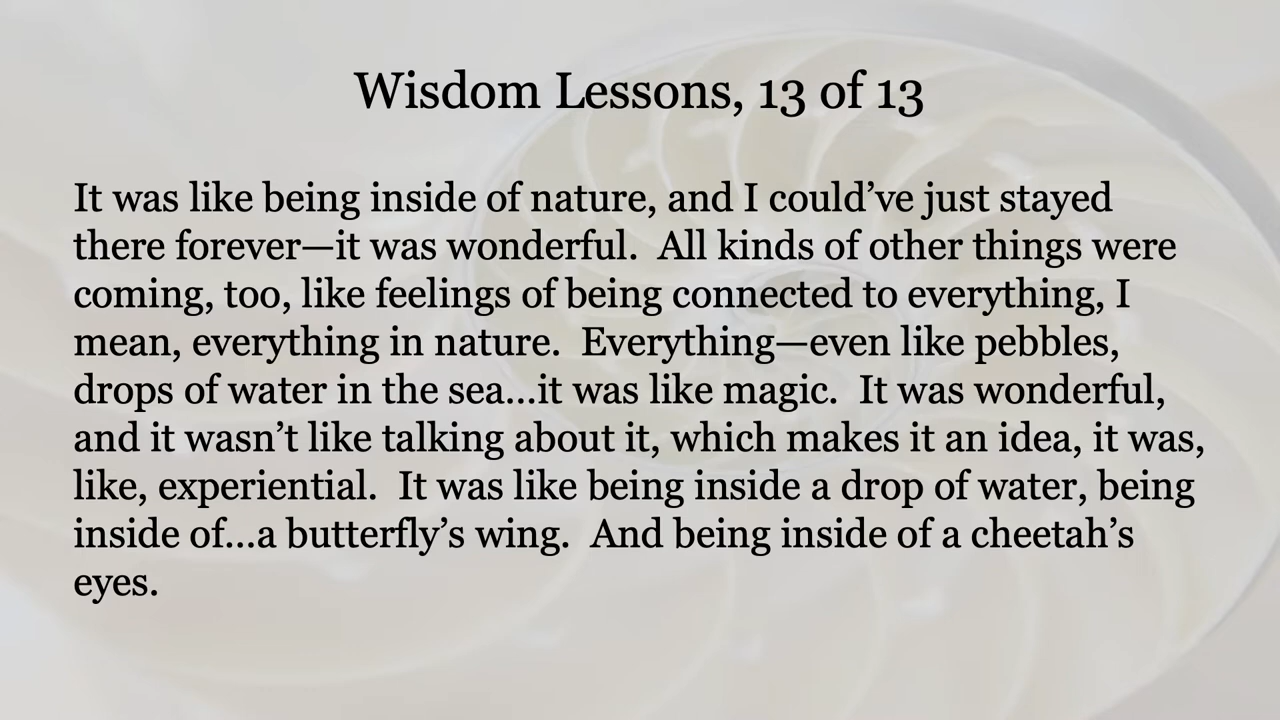 Wisdom Lessons, 13 of 13
It was like being inside of nature, and I could’ve just stayed
there forever—it was wonderful.  All kinds of other things were
coming, too, like feelings of being connected to everything, I
mean, everything in nature.  Everything—even like pebbles,
drops of water in the sea…it was like magic.  It was wonderful,
and it wasn’t like talking about it, which makes it an idea, it was,
like, experiential.  It was like being inside a drop of water, being
inside of…a butterfly’s wing.  And being inside of a cheetah’s
eyes.